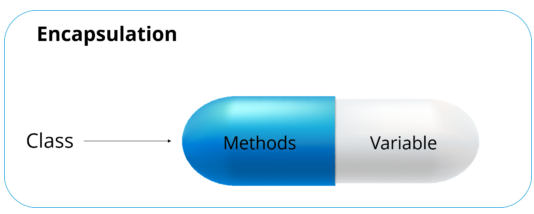 Encapsulation
Class
Methods
Variable